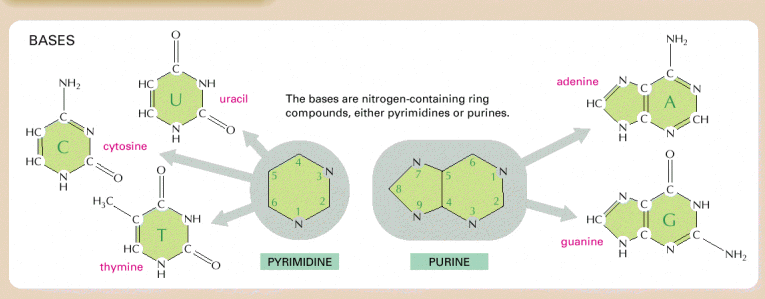 BASES
O
C
HC
NH
U
uracil
HC
C
N
H
O
NH₂
C
HC
N
C
cytosine
HC
C
N
H
O
O
H₃C
C
C
NH
T
HC
C
N
H
O
thymine
The bases are nitrogen-containing ring
compounds, either pyrimidines or purines.
4
5
3
N
6
2
1
N
PYRIMIDINE
N
7
6
5
1
N
8
9
4
2
N
3
N
PURINE
NH₂
adenine
N
C
C
N
HC
A
C
CH
N
H
N
O
N
C
C
NH
HC
G
guanine
C
C
N
H
N
NH₂